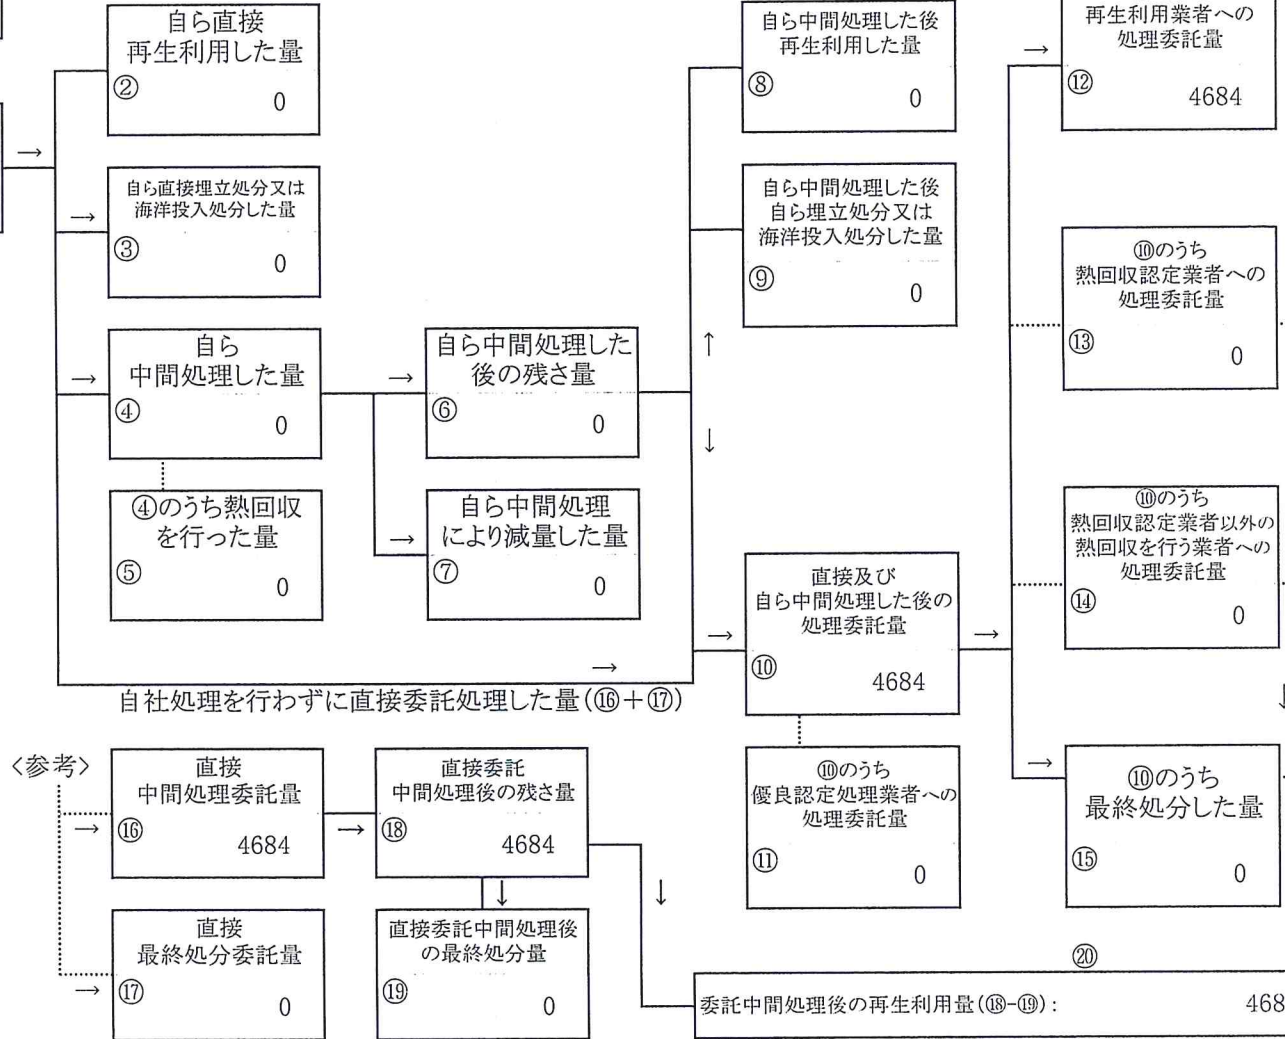 自ら直接
再生利用した量
②
0
自ら直接埋立処分又は
海洋投入処分した量
③
0
自ら
中間処理した量
④
0
④のうち熱回収
を行った量
⑤
0
自ら中間処理した
後の残さ量
⑥
0
自ら中間処理
により減量した量
⑦
0
自ら中間処理した後
再生利用した量
⑧
0
自ら中間処理した後
自ら埋立処分又は
海洋投入処分した量
⑨
0
直接及び
自ら中間処理した後の
処理委託量
⑩
4684
⑩のうち
優良認定処理業者への
処理委託量
⑪
0
再生利用業者への
処理委託量
⑫
4684
⑩のうち
熱回収認定業者への
処理委託量
⑬
0
⑩のうち
熱回収認定業者以外の
熱回収を行う業者への
処理委託量
⑭
0
⑩のうち
最終処分した量
⑮
0
自社処理を行わずに直接委託処理した量(⑯+⑰)
<参考>
直接
中間処理委託量
⑯
4684
直接
最終処分委託量
⑰
0
直接委託
中間処理後の残さ量
⑱
4684
直接委託中間処理後
の最終処分量
⑲
0
⑳
委託中間処理後の再生利用量(⑱-⑲): 468